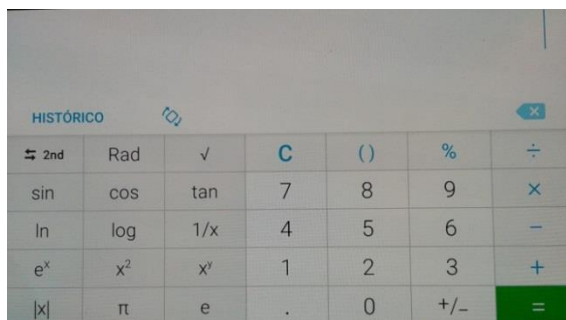 HISTÓRICO
⇆ 2nd Rad √ C ( ) % ÷
sin cos tan 7 8 9 ×
ln log 1/x 4 5 6 −
eˣ x² xʸ 1 2 3 +
|x| π e . 0 +/− =